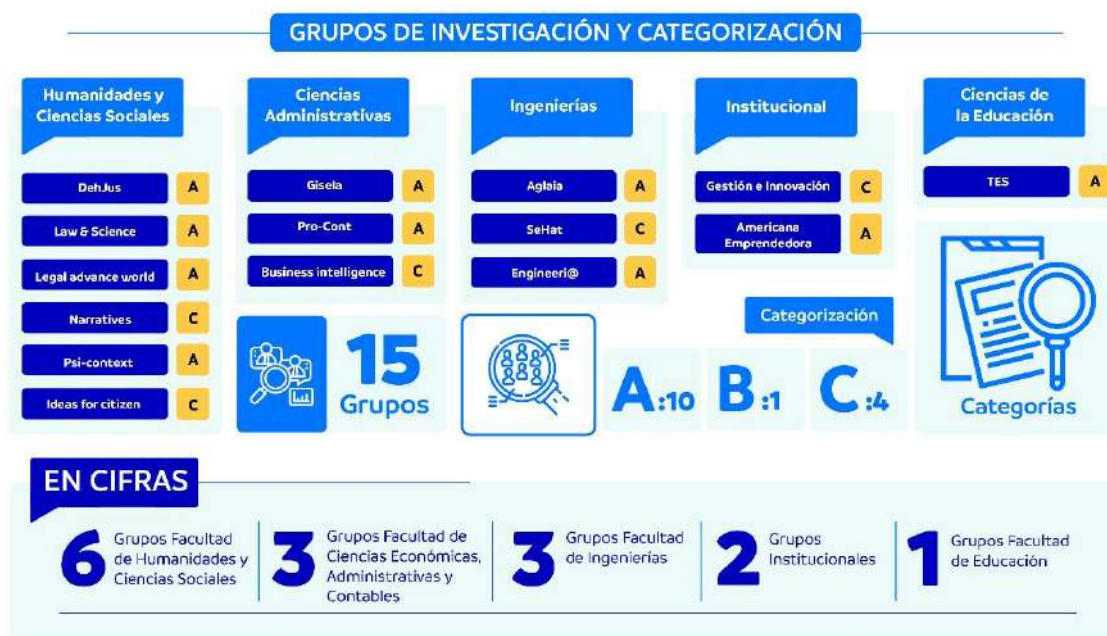 GRUPOS DE INVESTIGACIÓN Y CATEGORIZACIÓN
Humanidades y
Ciencias Sociales
DehJus A
Law & Science A
Legal advance world A
Narratives C
Psi-context A
Ideas for citizen C
Ciencias
Administrativas
Gisela A
Pro-Cont A
Business intelligence C
Ingenierías
Aglaia A
SeHat C
Engineeri@ A
Institucional
Gestión e Innovación C
Americana
Emprendedora A
Ciencias de
la Educación
TES A
15
Grupos
Categorización
A:10
B:1
C:4
Categorías
EN CIFRAS
6 Grupos Facultad
de Humanidades y
Ciencias Sociales
3 Grupos Facultad de
Ciencias Económicas,
Administrativas y
Contables
3 Grupos Facultad
de Ingenierías
2 Grupos
Institucionales
1 Grupos Facultad
de Educación